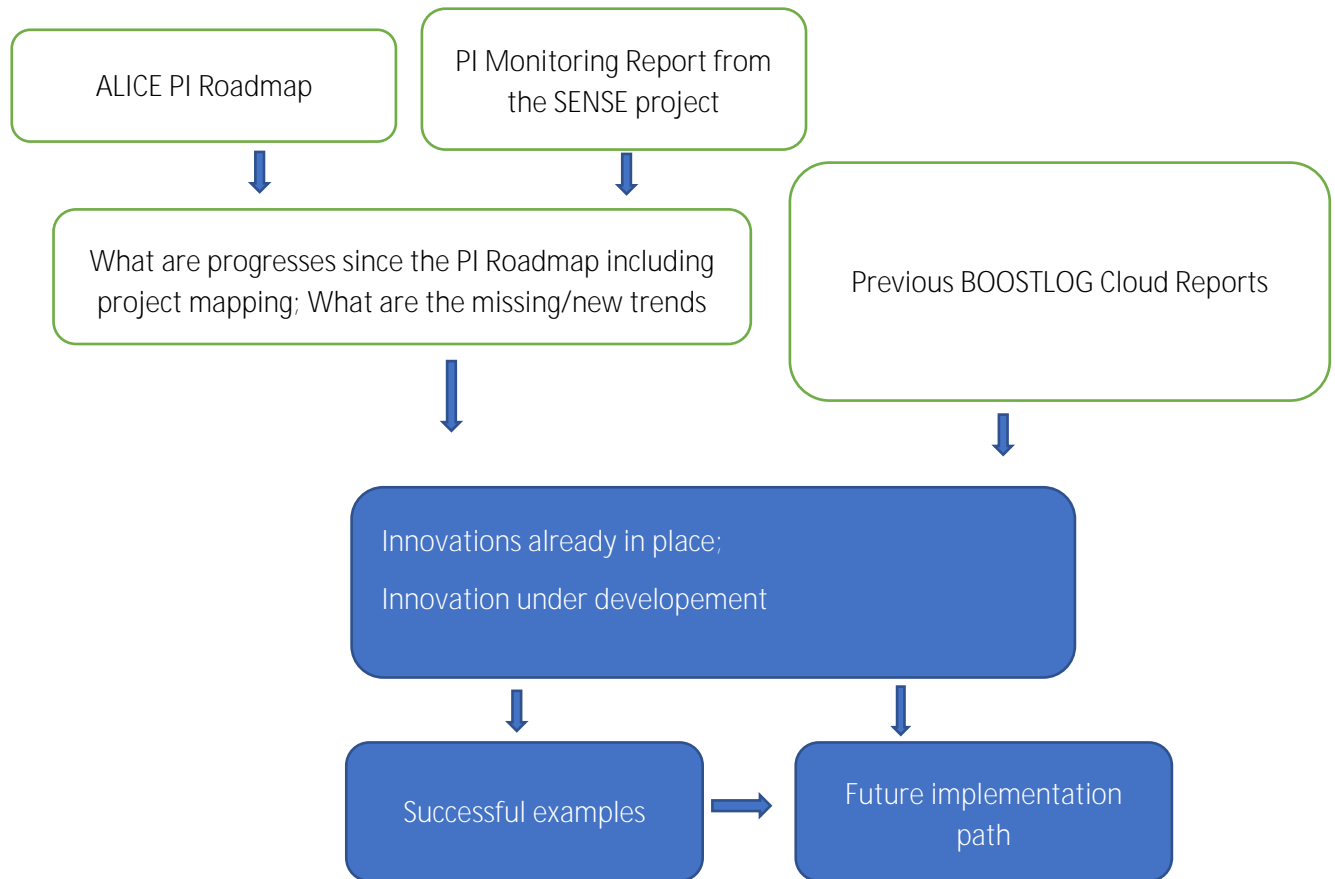 ALICE PI Roadmap
PI Monitoring Report from
the SENSE project
What are progresses since the PI Roadmap including
project mapping; What are the missing/new trends
Previous BOOSTLOG Cloud Reports
Innovations already in place;
Innovation under developement
Successful examples
Future implementation
path